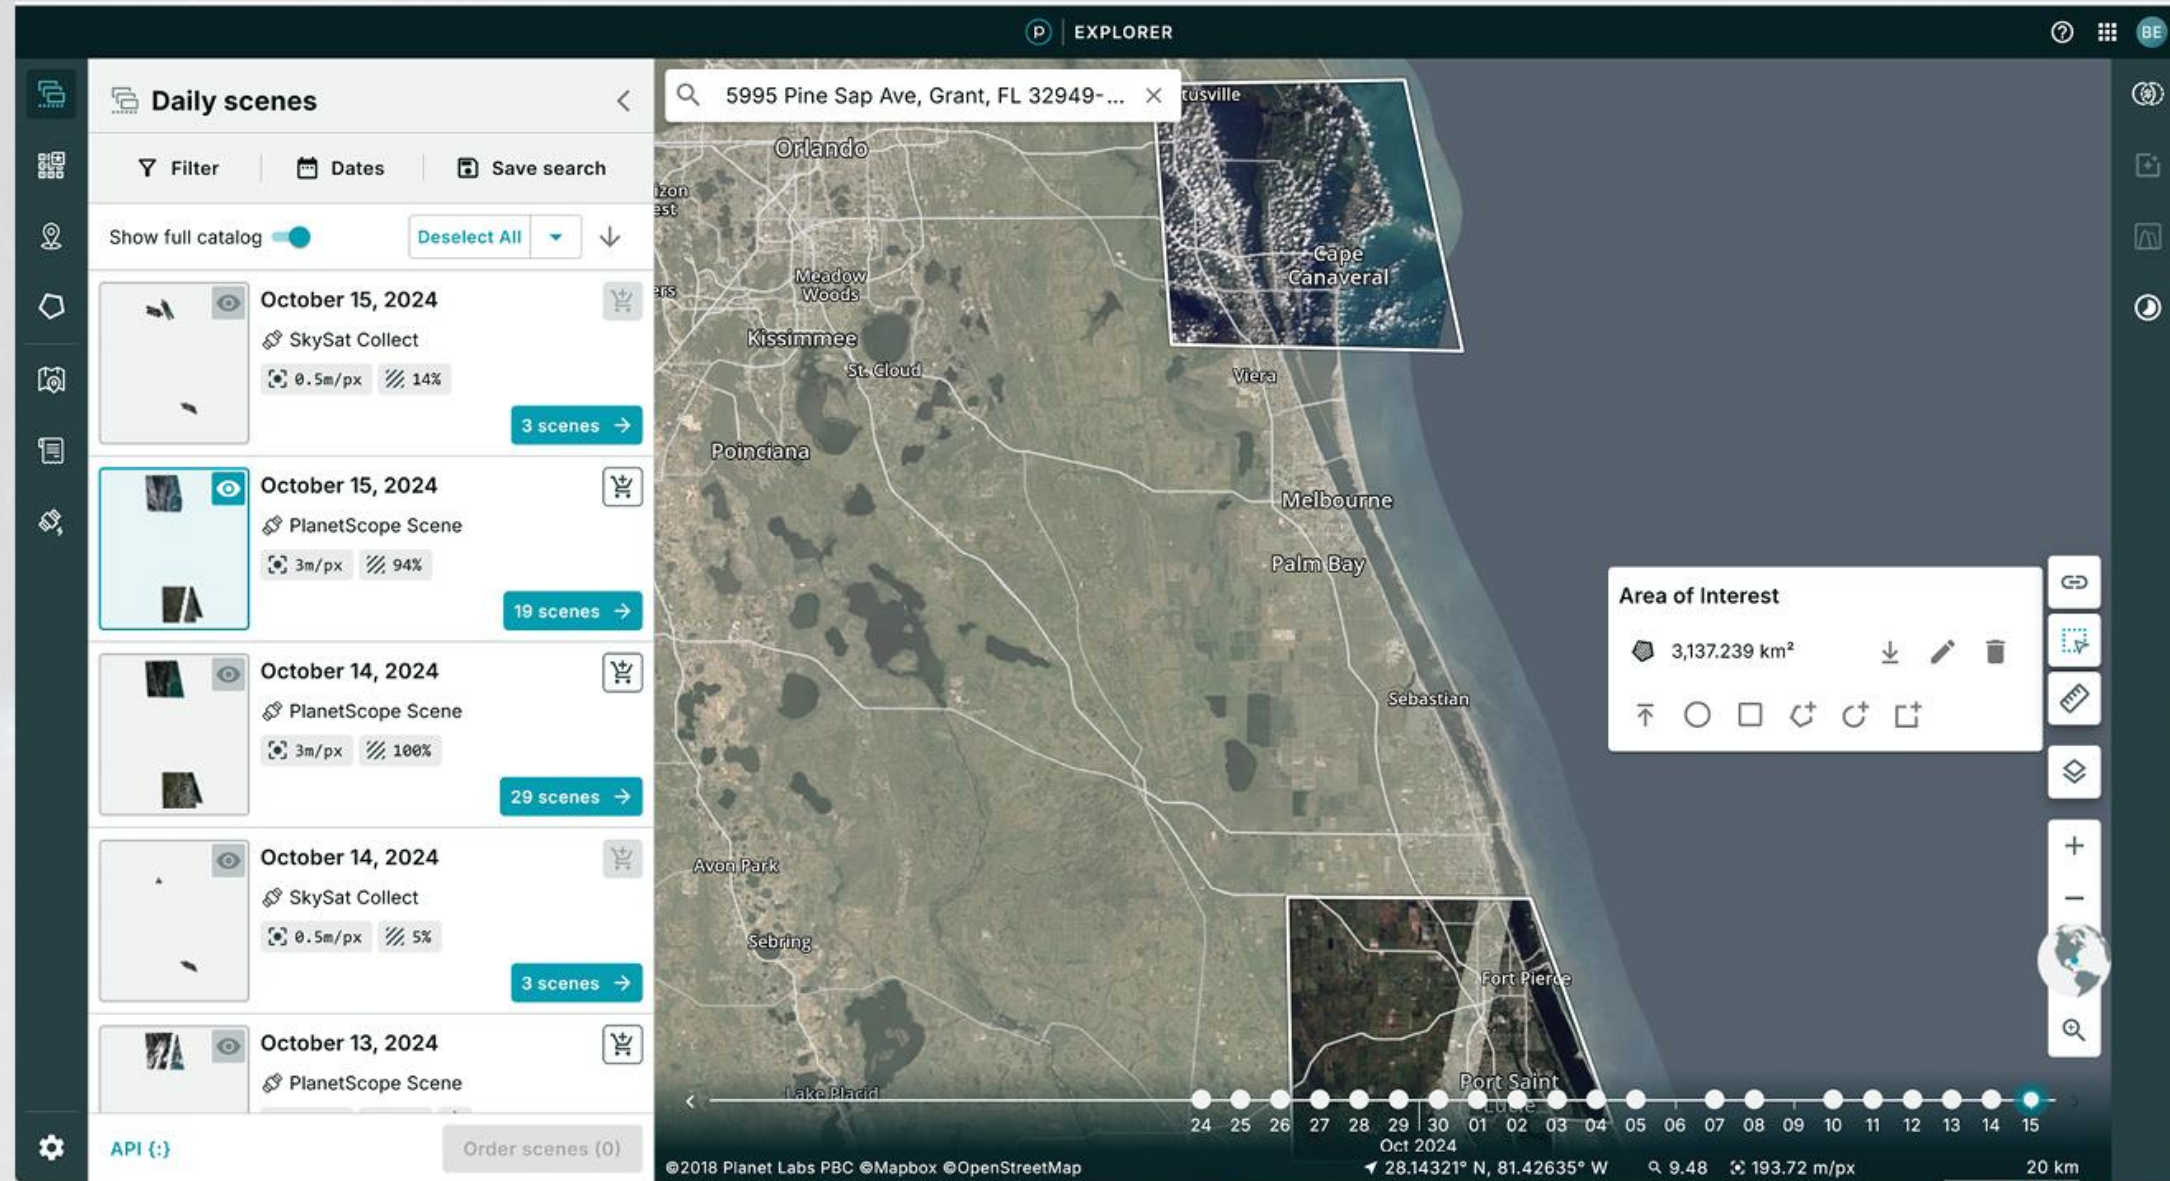 P EXPLORER
BE
Daily scenes
Filter
Dates
Save search
Show full catalog
Deselect All
October 15, 2024
SkySat Collect
0.5m/px
14%
3 scenes
October 15, 2024
PlanetScope Scene
3m/px
94%
19 scenes
October 14, 2024
PlanetScope Scene
3m/px
100%
29 scenes
October 14, 2024
SkySat Collect
0.5m/px
5%
3 scenes
October 13, 2024
PlanetScope Scene
API {:}
Order scenes (0)
5995 Pine Sap Ave, Grant, FL 32949-...
tusville
Orlando
izon
est
Cape
Canaveral
Meadow
Woods
ers
Kissimmee
St. Cloud
Viera
Poinciana
Melbourne
Palm Bay
Area of Interest
3,137.239 km²
Sebastian
Avon Park
Sebring
Fort Pierce
Port Saint
Lucie
Lake Placid
24 25 26 27 28 29 30 01 02 03 04 05 06 07 08 09 10 11 12 13 14 15
Oct 2024
©2018 Planet Labs PBC ©Mapbox ©OpenStreetMap
28.14321° N, 81.42635° W
9.48
193.72 m/px
20 km